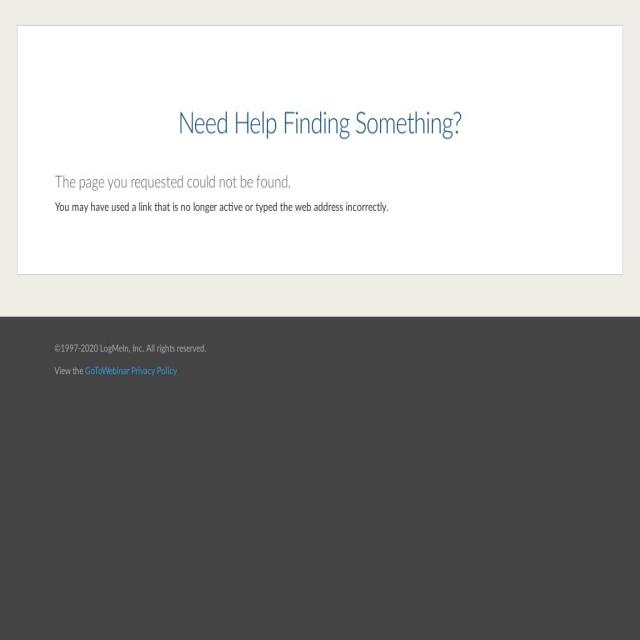 Need Help Finding Something?
The page you requested could not be found.
You may have used a link that is no longer active or typed the web address incorrectly.
©1997-2020 LogMeIn, Inc. All rights reserved.
View the GoToWebinar Privacy Policy